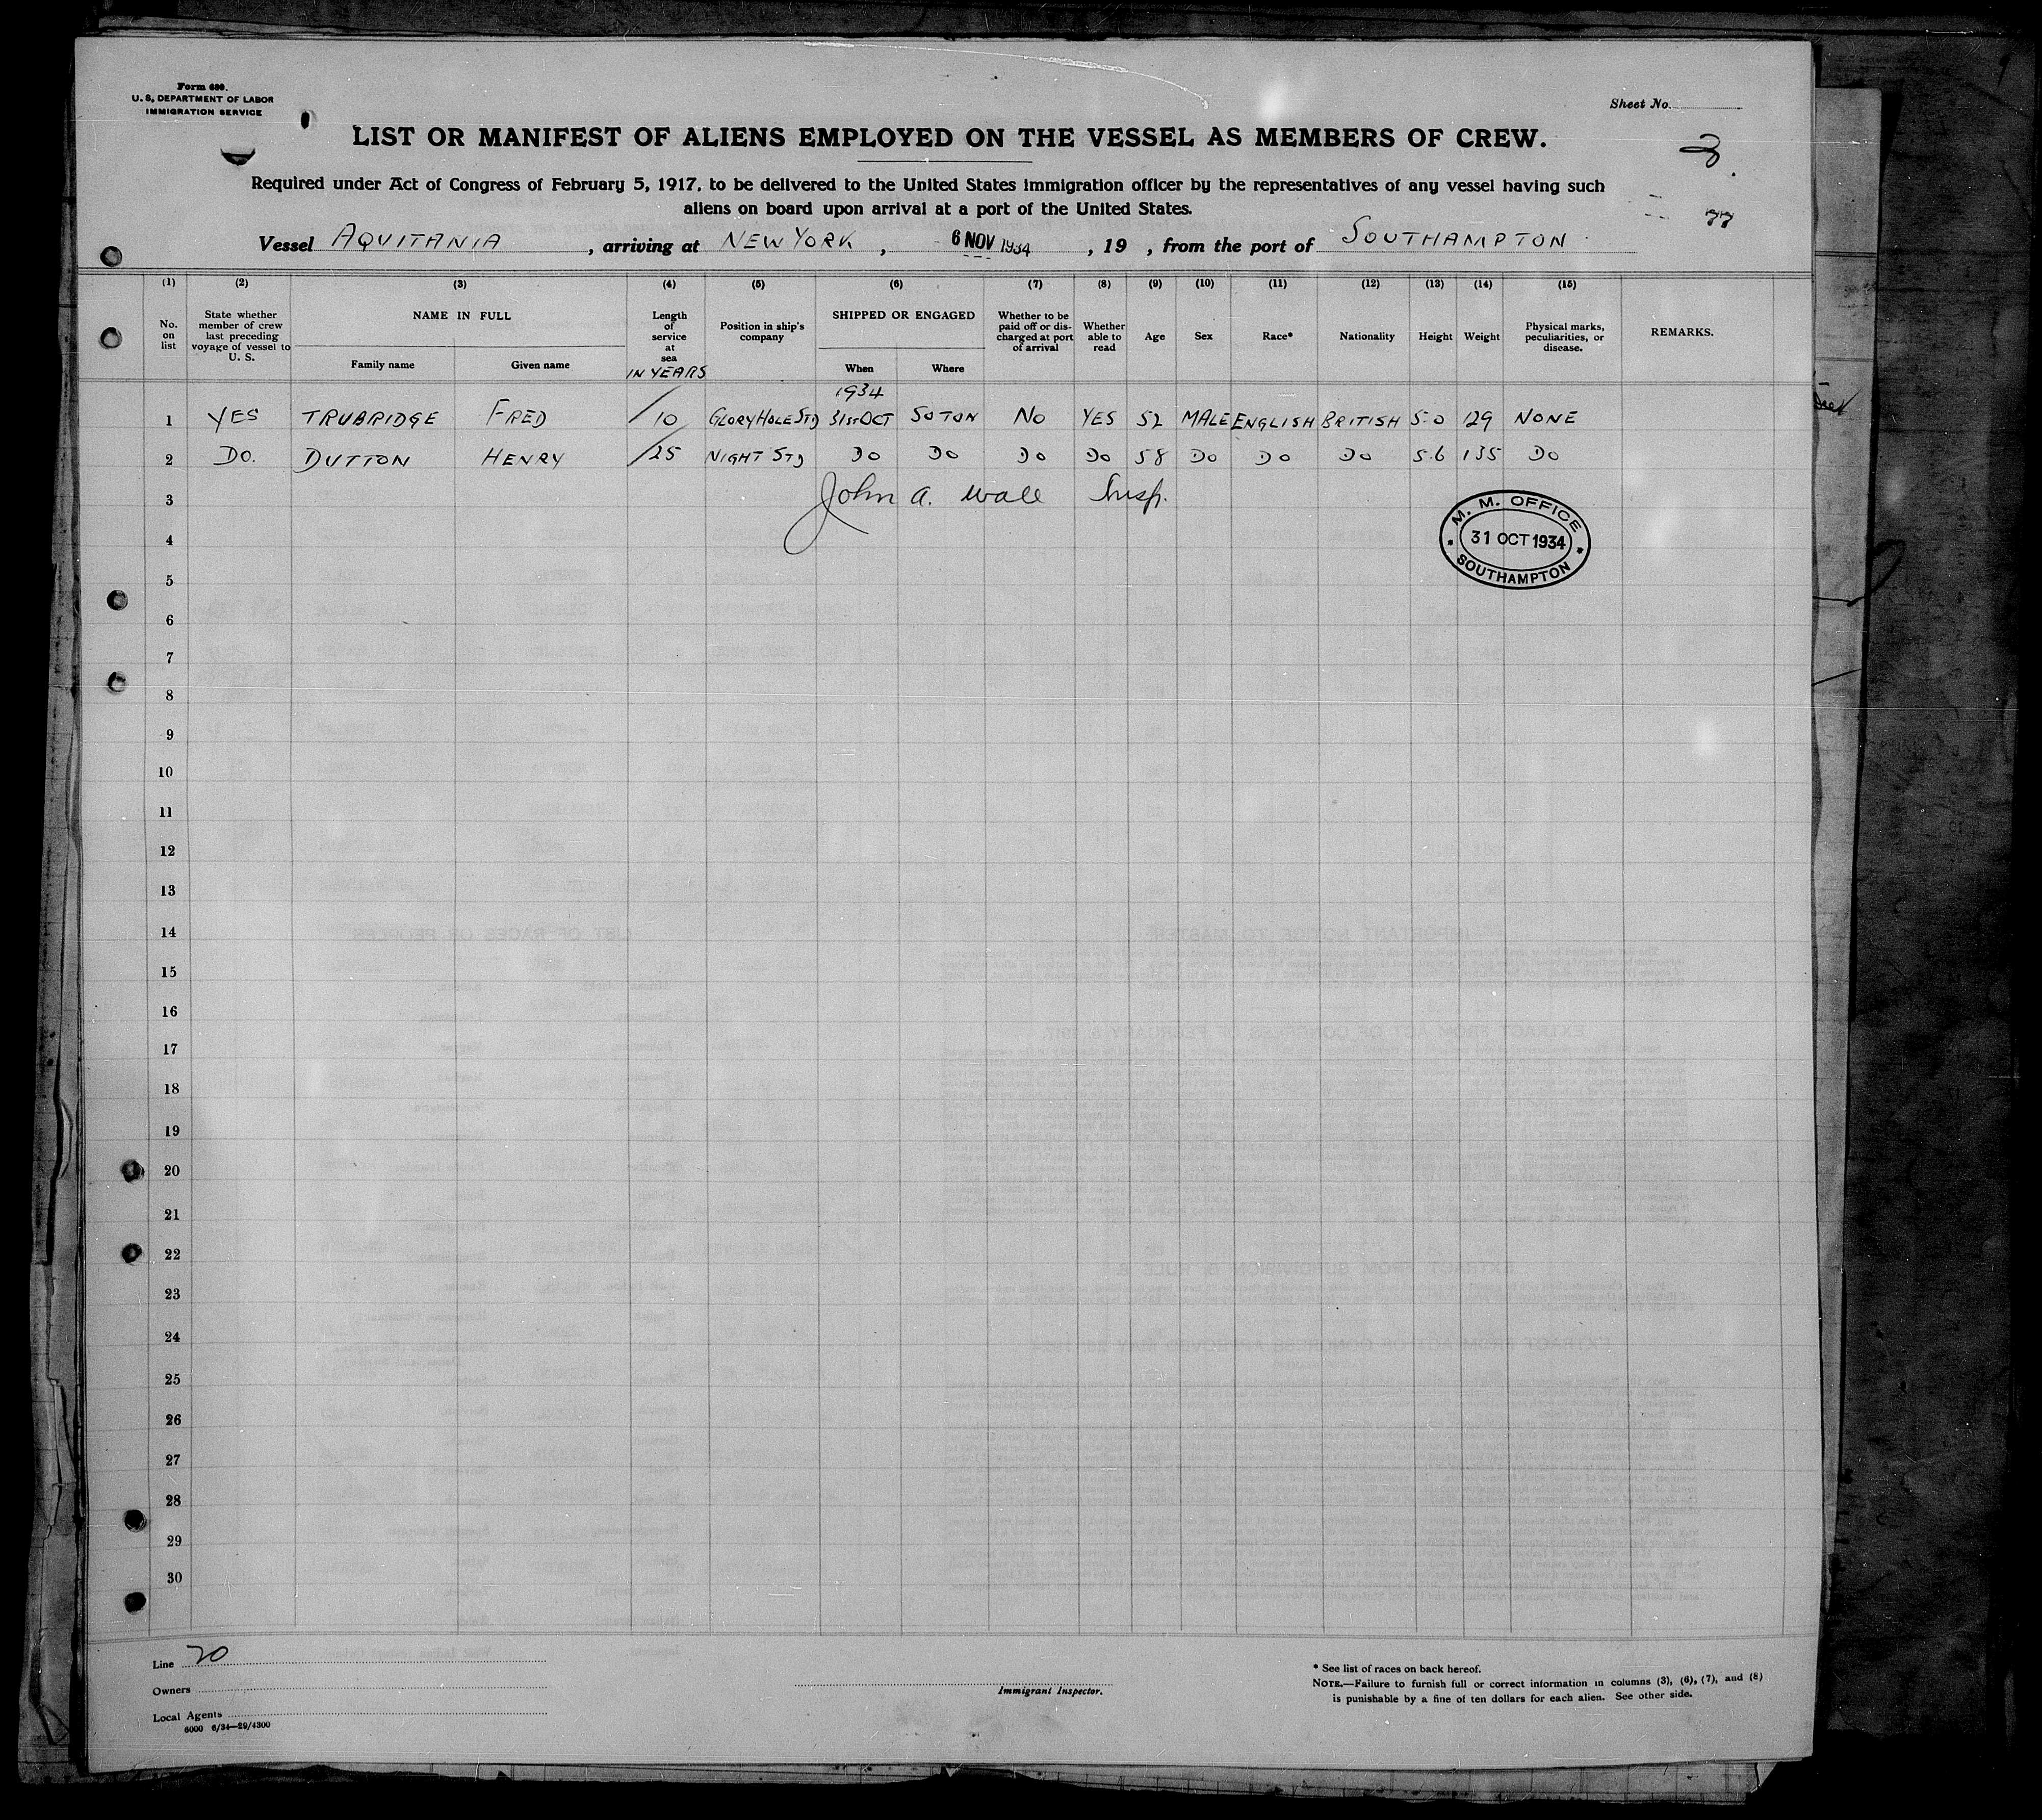 Form 680.
U. S. DEPARTMENT OF LABOR
IMMIGRATION SERVICE
Sheet No.
LIST OR MANIFEST OF ALIENS EMPLOYED ON THE VESSEL AS MEMBERS OF CREW.
Required under Act of Congress of February 5, 1917, to be delivered to the United States immigration officer by the representatives of any vessel having such
aliens on board upon arrival at a port of the United States.
77
Vessel AQUITANIA, arriving at NEW YORK, 6 NOV 1934, 19 , from the port of SOUTHAMPTON
(1) (2) (3) (4) (5) (6) (7) (8) (9) (10) (11) (12) (13) (14) (15)
No. on list
State whether member of crew last preceding voyage of vessel to U. S.
NAME IN FULL
Family name
Given name
Length of service at sea
IN YEARS
Position in ship's company
SHIPPED OR ENGAGED
When
Where
Whether to be paid off or discharged at port of arrival
Whether able to read
Age
Sex
Race*
Nationality
Height
Weight
Physical marks, peculiarities, or disease.
REMARKS.
1934
1 YES TRUBRIDGE FRED 10 GLORY HOLE STD 31ST OCT SOTON NO YES 52 MALE ENGLISH BRITISH 5-0 129 NONE
2 DO. DUTTON HENRY 25 NIGHT STD DO DO DO DO 58 DO DO DO 5.6 135 DO
3 John A. Wall Insp.
M. M. OFFICE
31 OCT 1934
SOUTHAMPTON
4
5
6
7
8
9
10
11
12
13
14
15
16
17
18
19
20
21
22
23
24
25
26
27
28
29
30
Line 20
Owners
Local Agents
6000 6/34—29/4300
Immigrant Inspector.
* See list of races on back hereof.
NOTE.—Failure to furnish full or correct information in columns (3), (6), (7), and (8)
is punishable by a fine of ten dollars for each alien. See other side.